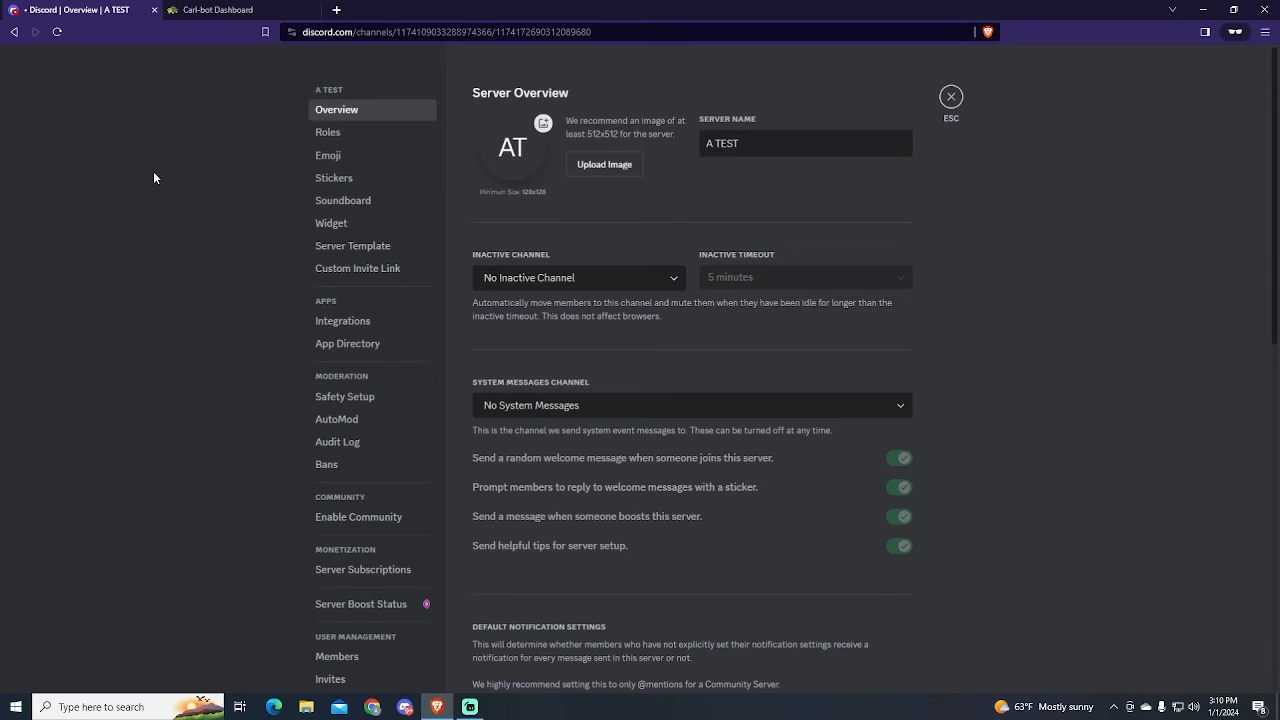 • Discord | Overview | A TEST
Carl-bot Dashboard
discord.com/channels/1174109033288974366/1174172690312089680
A TEST
Overview
Roles
Emoji
Stickers
Soundboard
Widget
Server Template
Custom Invite Link
APPS
Integrations
App Directory
MODERATION
Safety Setup
AutoMod
Audit Log
Bans
COMMUNITY
Enable Community
MONETIZATION
Server Subscriptions
Server Boost Status
USER MANAGEMENT
Members
Invites
Server Overview
AT
Minimum Size: 128x128
We recommend an image of at
least 512x512 for the server.
Upload Image
SERVER NAME
A TEST
ESC
INACTIVE CHANNEL
No Inactive Channel
INACTIVE TIMEOUT
5 minutes
Automatically move members to this channel and mute them when they have been idle for longer than the
inactive timeout. This does not affect browsers.
SYSTEM MESSAGES CHANNEL
No System Messages
This is the channel we send system event messages to. These can be turned off at any time.
Send a random welcome message when someone joins this server.
Prompt members to reply to welcome messages with a sticker.
Send a message when someone boosts this server.
Send helpful tips for server setup.
DEFAULT NOTIFICATION SETTINGS
This will determine whether members who have not explicitly set their notification settings receive a
notification for every message sent in this server or not.
We highly recommend setting this to only @mentions for a Community Server.
Type here to search
63°F Mostly sunny
3:10 PM
1/1/2024